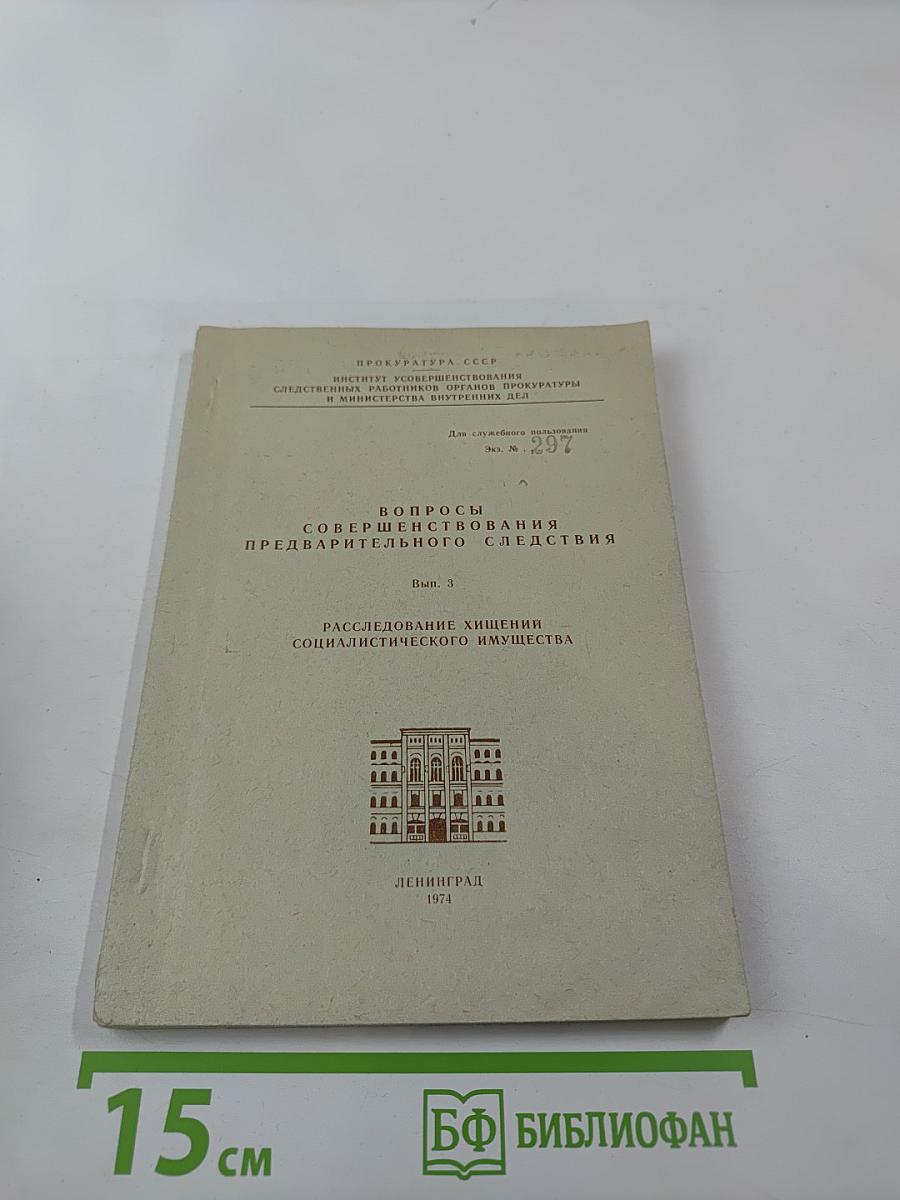 ПРОКУРАТУРА СССР
ИНСТИТУТ УСОВЕРШЕНСТВОВАНИЯ
СЛЕДСТВЕННЫХ РАБОТНИКОВ ОРГАНОВ ПРОКУРАТУРЫ
И МИНИСТЕРСТВА ВНУТРЕННИХ ДЕЛ
Для служебного пользования
Экз. № 297
ВОПРОСЫ
СОВЕРШЕНСТВОВАНИЯ
ПРЕДВАРИТЕЛЬНОГО СЛЕДСТВИЯ
Вып. 3
РАССЛЕДОВАНИЕ ХИЩЕНИЙ
СОЦИАЛИСТИЧЕСКОГО ИМУЩЕСТВА
ЛЕНИНГРАД
1974
15 см
БФ БИБЛИОФАН